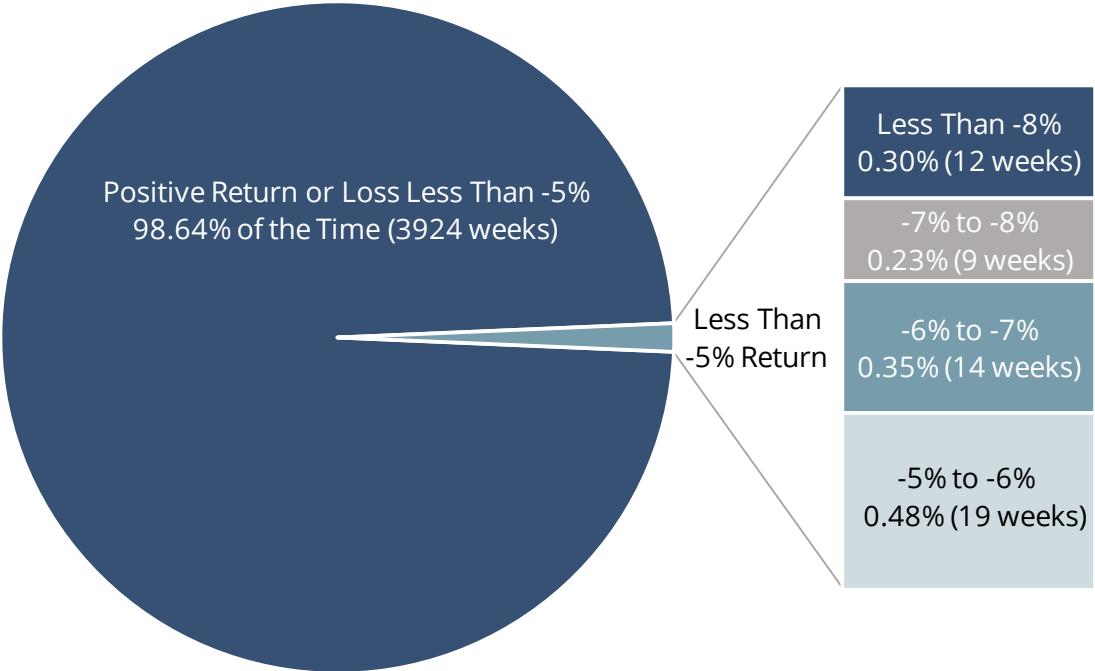 Positive Return or Loss Less Than -5%
98.64% of the Time (3924 weeks)
Less Than
-5% Return
Less Than -8%
0.30% (12 weeks)
-7% to -8%
0.23% (9 weeks)
-6% to -7%
0.35% (14 weeks)
-5% to -6%
0.48% (19 weeks)